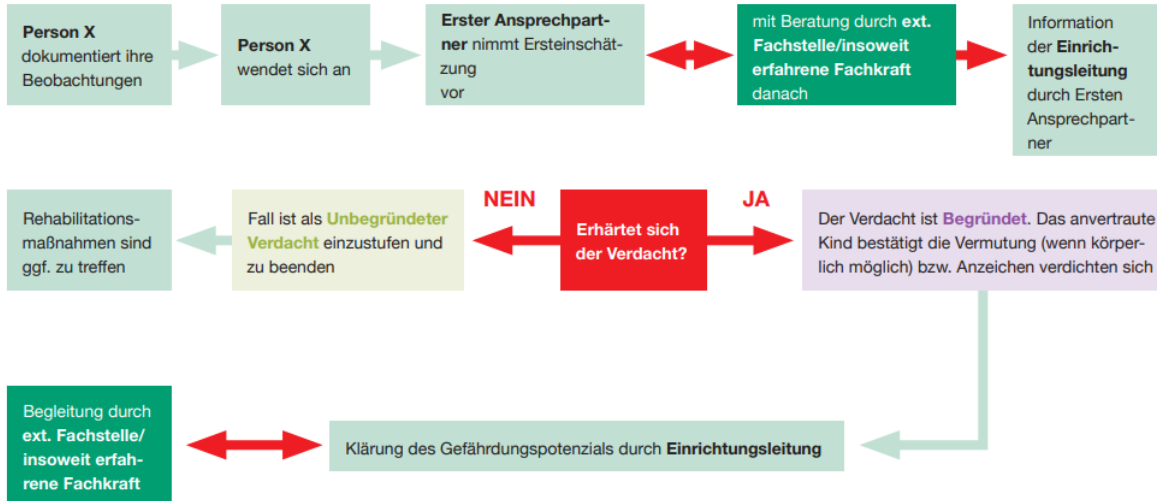 Person X
dokumentiert ihre
Beobachtungen
Person X
wendet sich an
Erster Ansprechpart-
ner nimmt Ersteinschät-
zung
vor
mit Beratung durch ext.
Fachstelle/insoweit
erfahrene Fachkraft
danach
Information
der Einrich-
tungsleitung
durch Ersten
Ansprechpart-
ner
Rehabilitations-
maßnahmen sind
ggf. zu treffen
Fall ist als Unbegründeter
Verdacht einzustufen und
zu beenden
NEIN
Erhärtet sich
der Verdacht?
JA
Der Verdacht ist Begründet. Das anvertraute
Kind bestätigt die Vermutung (wenn körper-
lich möglich) bzw. Anzeichen verdichten sich
Begleitung durch
ext. Fachstelle/
insoweit erfah-
rene Fachkraft
Klärung des Gefährdungspotenzials durch Einrichtungsleitung